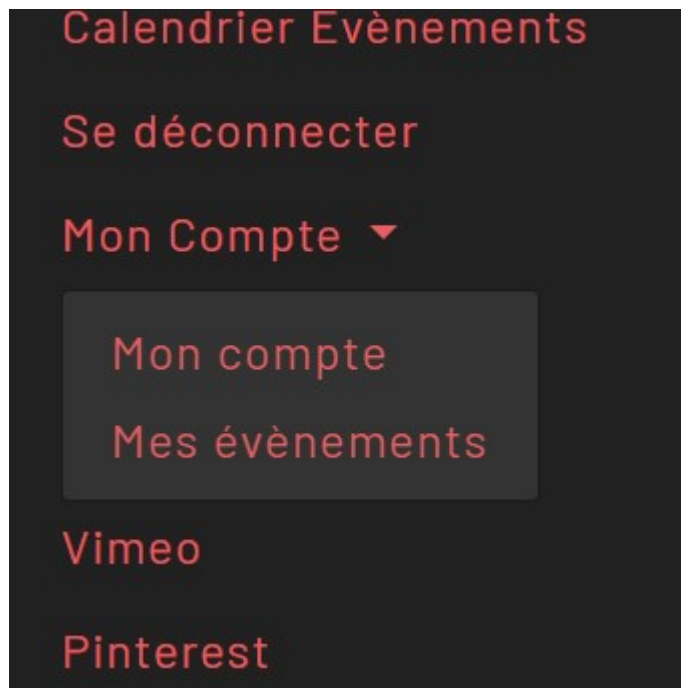 Calendrier Evènements
Se déconnecter
Mon Compte
Mon compte
Mes évènements
Vimeo
Pinterest